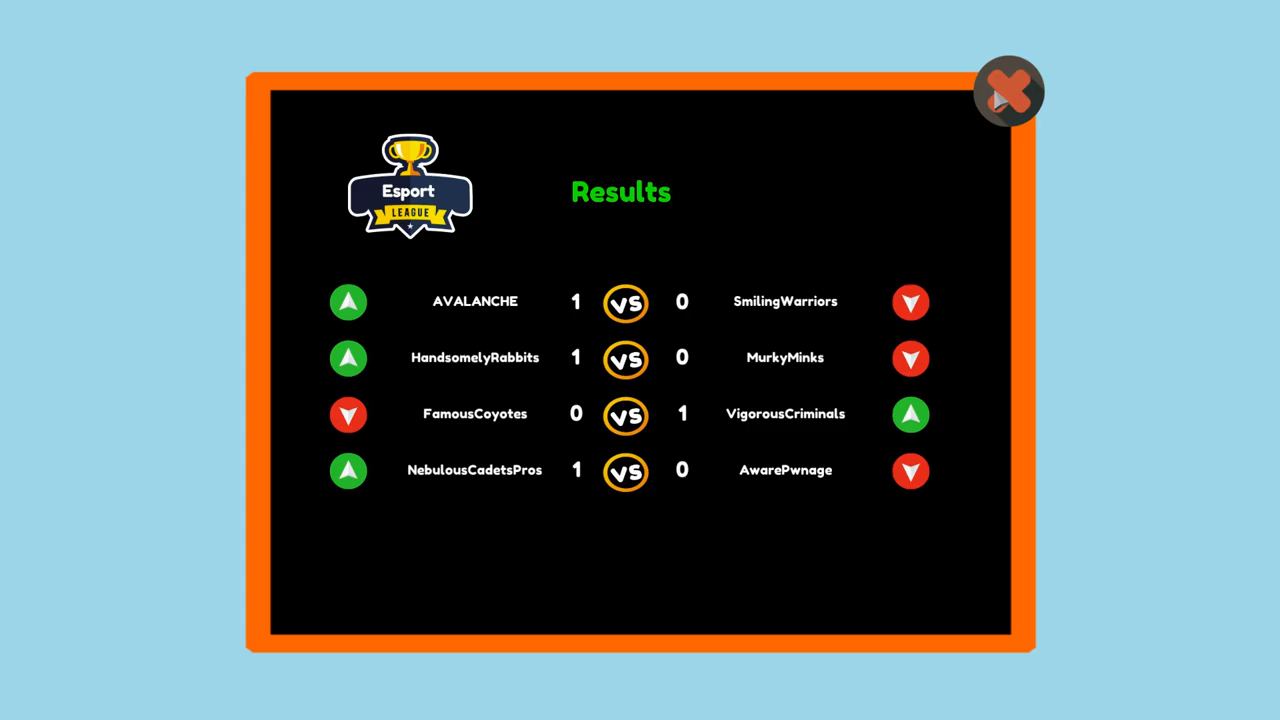 Esport
LEAGUE
Results
AVALANCHE 1 VS 0 SmilingWarriors
HandsomelyRabbits 1 VS 0 MurkyMinks
FamousCoyotes 0 VS 1 VigorousCriminals
NebulousCadetsPros 1 VS 0 AwarePwnage